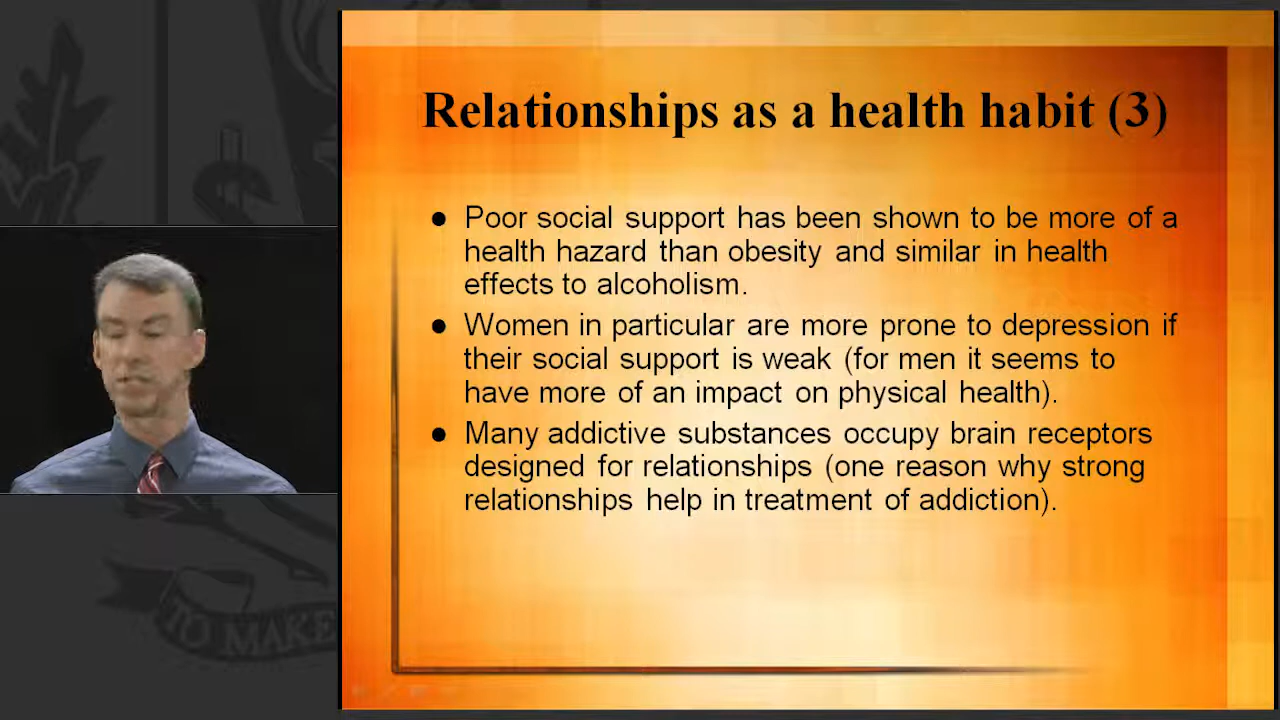 Relationships as a health habit (3)
● Poor social support has been shown to be more of a
health hazard than obesity and similar in health
effects to alcoholism.
● Women in particular are more prone to depression if
their social support is weak (for men it seems to
have more of an impact on physical health).
● Many addictive substances occupy brain receptors
designed for relationships (one reason why strong
relationships help in treatment of addiction).
TO MAKE